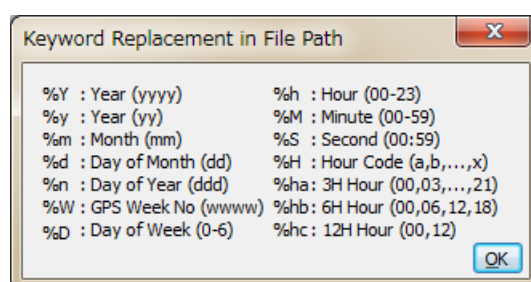 Keyword Replacement in File Path
%Y : Year (yyyy) %h : Hour (00-23)
%y : Year (yy) %M : Minute (00-59)
%m : Month (mm) %S : Second (00:59)
%d : Day of Month (dd) %H : Hour Code (a,b,...,x)
%n : Day of Year (ddd) %ha: 3H Hour (00,03,...,21)
%W : GPS Week No (wwww) %hb: 6H Hour (00,06,12,18)
%D : Day of Week (0-6) %hc: 12H Hour (00,12)
OK